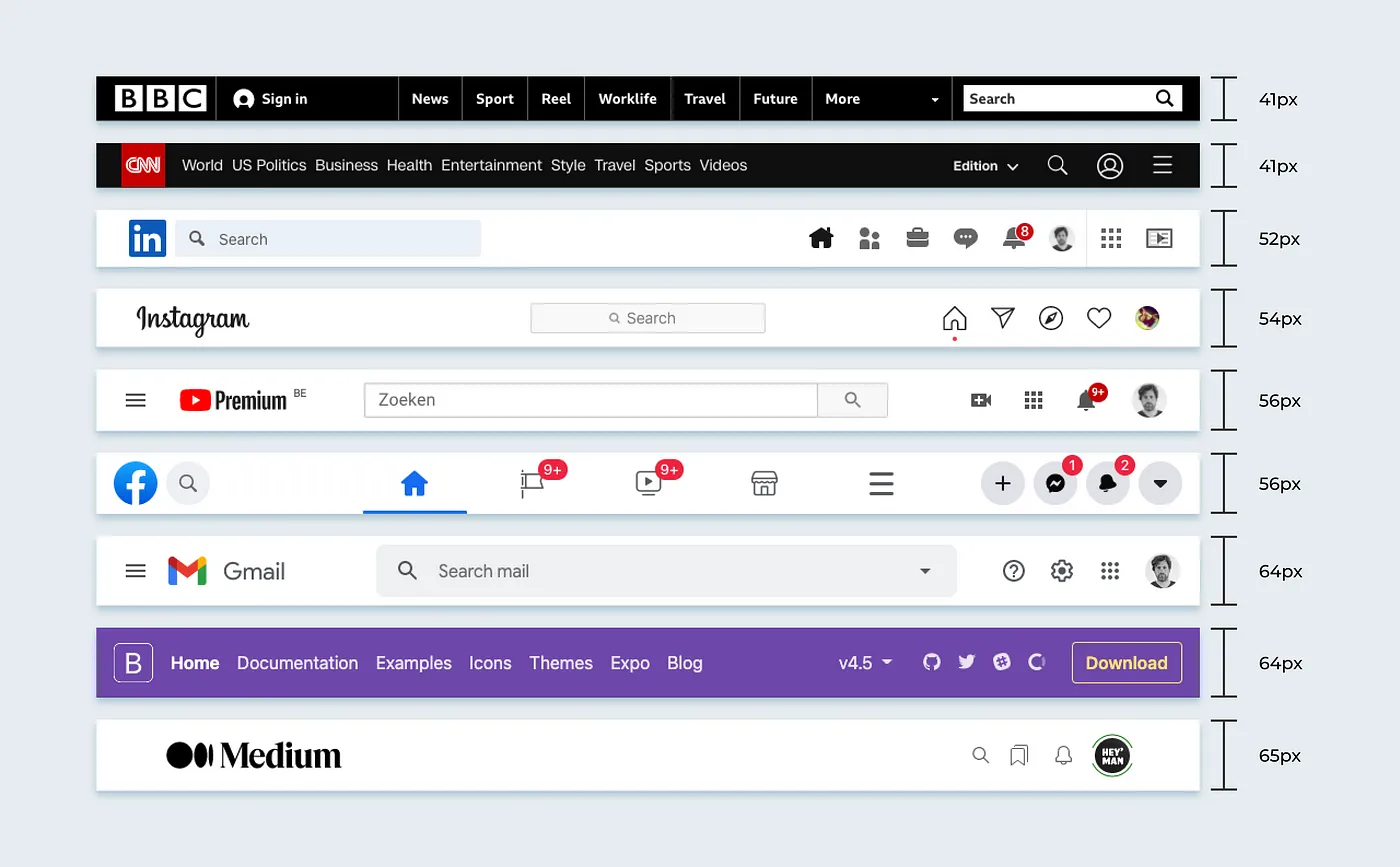 BBC Sign in News Sport Reel Worklife Travel Future More Search 41px
CNN World US Politics Business Health Entertainment Style Travel Sports Videos Edition 41px
in Search 8 52px
Instagram Search 54px
Premium BE Zoeken 9+ 56px
f 9+ 9+ 1 2 56px
Gmail Search mail 64px
B Home Documentation Examples Icons Themes Expo Blog v4.5 Download 64px
Medium HEY' MAN 65px